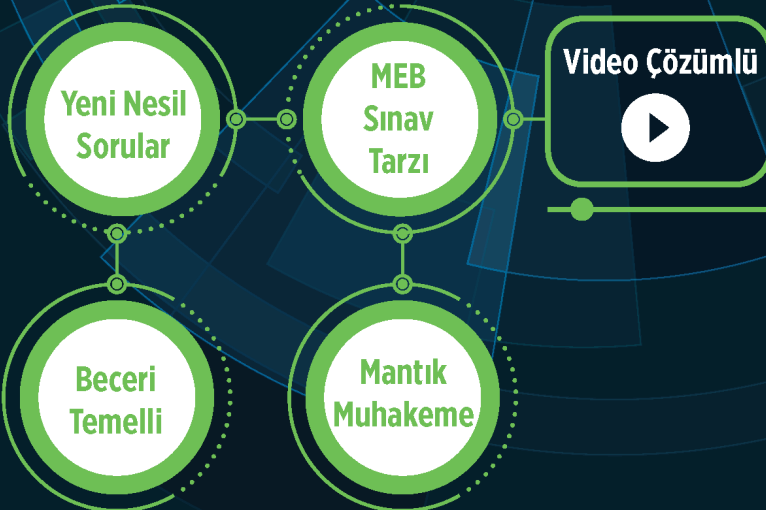 Yeni Nesil
Sorular
MEB
Sınav
Tarzı
Video Çözümlü
Beceri
Temelli
Mantık
Muhakeme